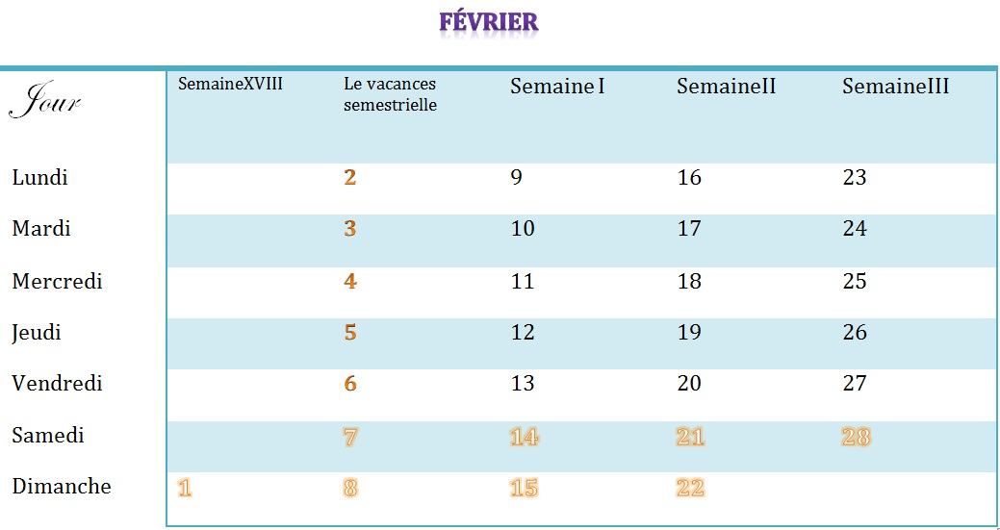 FÉVRIER
Jour SemaineXVIII Le vacances semestrielle Semaine I SemaineII SemaineIII
Lundi 2 9 16 23
Mardi 3 10 17 24
Mercredi 4 11 18 25
Jeudi 5 12 19 26
Vendredi 6 13 20 27
Samedi 7 14 21 28
Dimanche 1 8 15 22